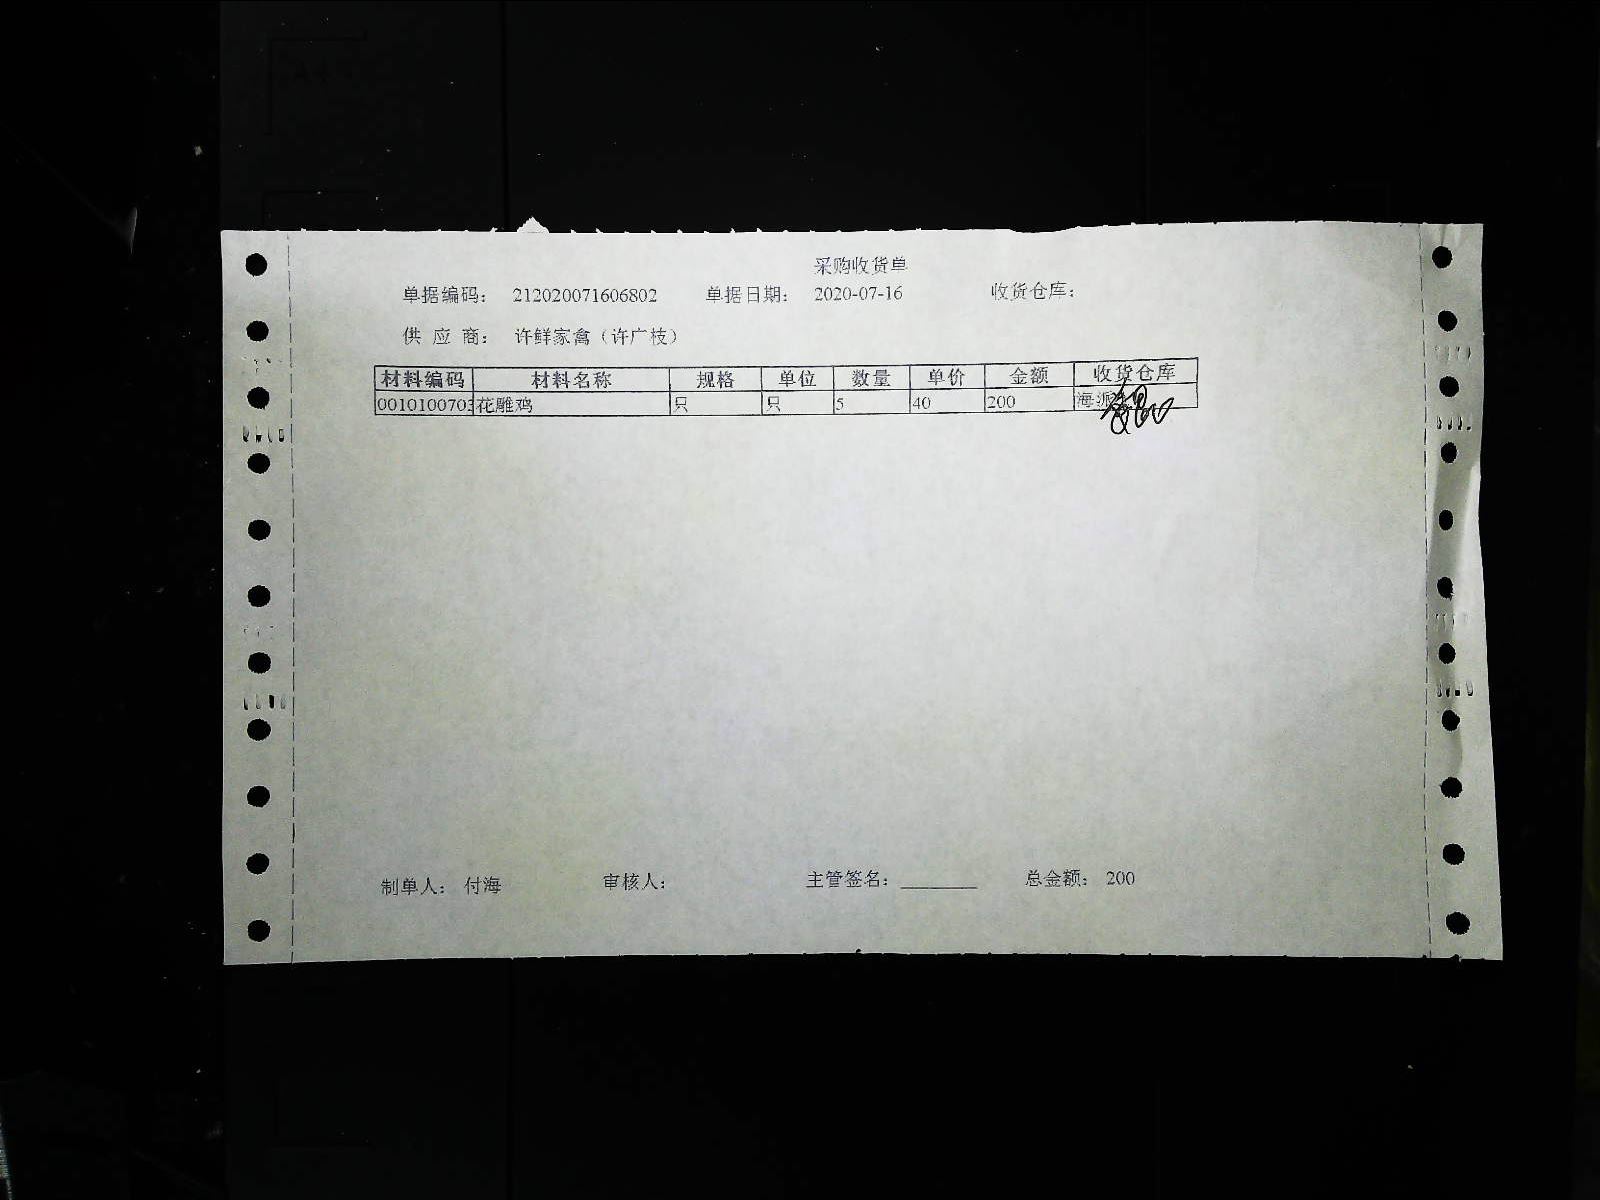 采购收货单
单据编码： 212020071606802 单据日期： 2020-07-16 收货仓库：
供 应 商： 许鲜家禽（许广枝）
材料编码 材料名称 规格 单位 数量 单价 金额 收货仓库
0010100703 花雕鸡 只 只 5 40 200 海派
制单人： 付海 审核人： 主管签名： 总金额： 200